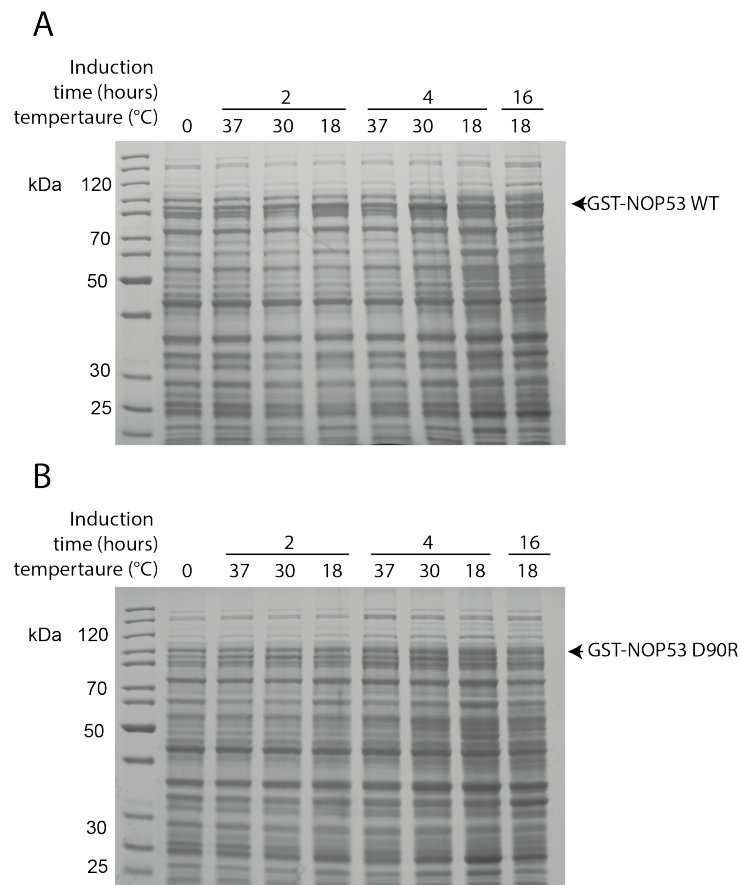 A
Induction
time (hours)
2
4
16
tempertaure (°C)
0
37
30
18
37
30
18
18
kDa
120
GST-NOP53 WT
70
50
30
25
B
Induction
time (hours)
2
4
16
tempertaure (°C)
0
37
30
18
37
30
18
18
kDa
120
GST-NOP53 D90R
70
50
30
25